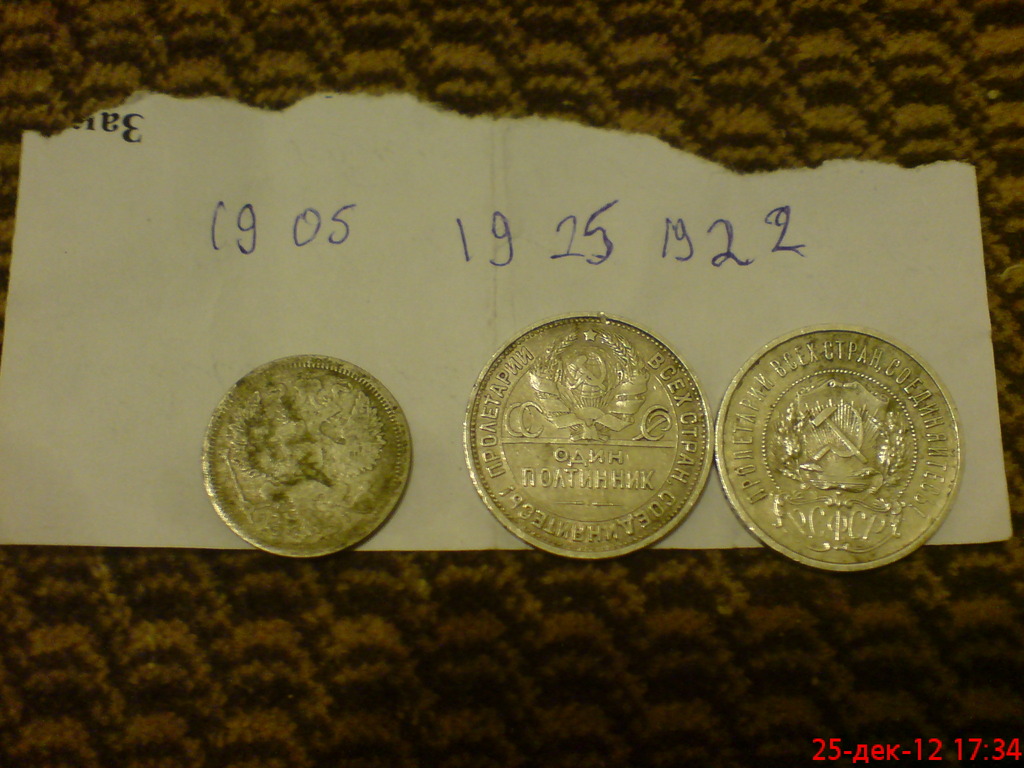 Зак
1905 1925 1922
ПРОЛЕТАРИИ ВСЕХ СТРАН, СОЕДИНЯЙТЕСЬ!
ОДИН
ПОЛТИННИК
ПРОЛЕТАРИИ ВСЕХ СТРАН, СОЕДИНЯЙТЕСЬ!
РСФСР
25-дек-12 17:34